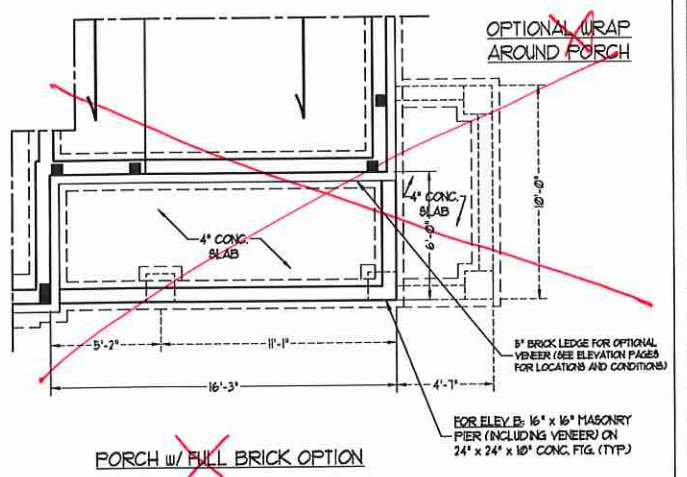 OPTIONAL WRAP
AROUND PORCH
4" CONC.
SLAB
4" CONC.
SLAB
6'-0"
10'-0"
5'-2"
11'-1"
16'-3"
4'-7"
5" BRICK LEDGE FOR OPTIONAL
VENEER (SEE ELEVATION PAGES
FOR LOCATIONS AND CONDITIONS)
FOR ELEV B: 16" x 16" MASONRY
PIER (INCLUDING VENEER) ON
24" x 24" x 10" CONC. FTG. (TYP.)
PORCH w/ FULL BRICK OPTION